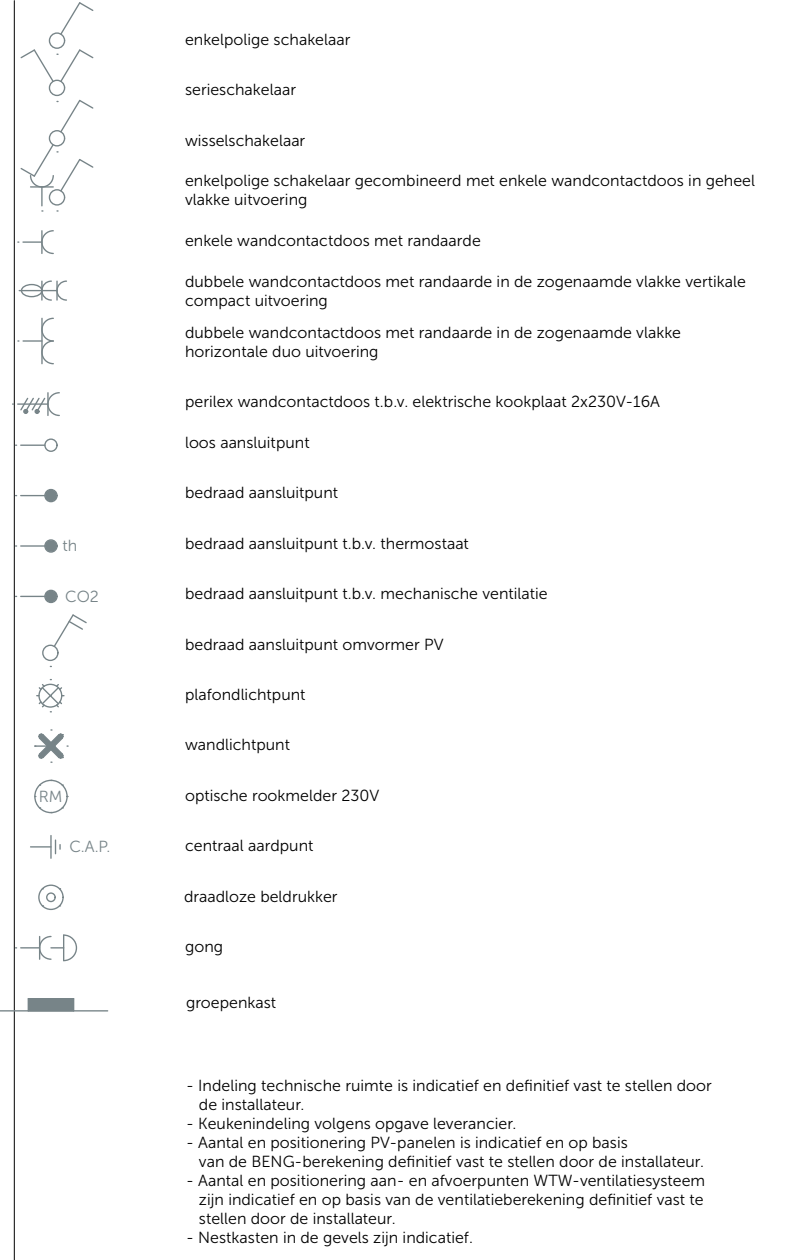 enkelpolige schakelaar
serieschakelaar
wisselschakelaar
enkelpolige schakelaar gecombineerd met enkele wandcontactdoos in geheel
vlakke uitvoering
enkele wandcontactdoos met randaarde
dubbele wandcontactdoos met randaarde in de zogenaamde vlakke vertikale
compact uitvoering
dubbele wandcontactdoos met randaarde in de zogenaamde vlakke
horizontale duo uitvoering
perilex wandcontactdoos t.b.v. elektrische kookplaat 2x230V-16A
loos aansluitpunt
bedraad aansluitpunt
th bedraad aansluitpunt t.b.v. thermostaat
CO2 bedraad aansluitpunt t.b.v. mechanische ventilatie
bedraad aansluitpunt omvormer PV
plafondlichtpunt
wandlichtpunt
RM optische rookmelder 230V
C.A.P. centraal aardpunt
draadloze beldrukker
gong
groepenkast
- Indeling technische ruimte is indicatief en definitief vast te stellen door
de installateur.
- Keukenindeling volgens opgave leverancier.
- Aantal en positionering PV-panelen is indicatief en op basis
van de BENG-berekening definitief vast te stellen door de installateur.
- Aantal en positionering aan- en afvoerpunten WTW-ventilatiesysteem
zijn indicatief en op basis van de ventilatieberekening definitief vast te
stellen door de installateur.
- Nestkasten in de gevels zijn indicatief.